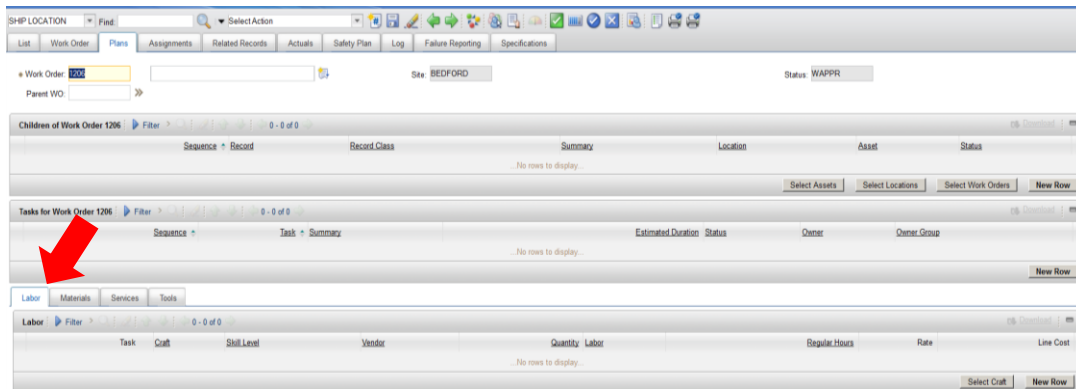 SHIP LOCATION Find: Select Action
List Work Order Plans Assignments Related Records Actuals Safety Plan Log Failure Reporting Specifications
* Work Order: 1206 Site: BEDFORD Status: WAPPR
Parent WO:
Children of Work Order 1206 Filter 0 - 0 of 0 Download
Sequence Record Record Class Summary Location Asset Status
...No rows to display...
Select Assets Select Locations Select Work Orders New Row
Tasks for Work Order 1206 Filter 0 - 0 of 0 Download
Sequence Task Summary Estimated Duration Status Owner Owner Group
...No rows to display...
New Row
Labor Materials Services Tools
Labor Filter 0 - 0 of 0 Download
Task Craft Skill Level Vendor Quantity Labor Regular Hours Rate Line Cost
...No rows to display...
Select Craft New Row